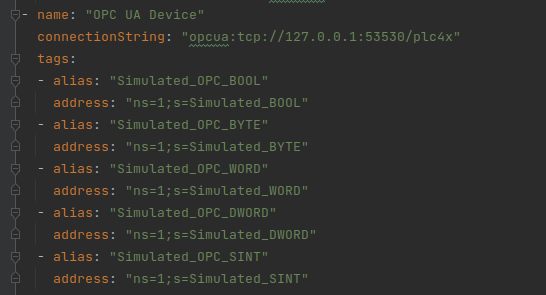 - name: "OPC UA Device"
connectionString: "opcua:tcp://127.0.0.1:53530/plc4x"
tags:
- alias: "Simulated_OPC_BOOL"
address: "ns=1;s=Simulated_BOOL"
- alias: "Simulated_OPC_BYTE"
address: "ns=1;s=Simulated_BYTE"
- alias: "Simulated_OPC_WORD"
address: "ns=1;s=Simulated_WORD"
- alias: "Simulated_OPC_DWORD"
address: "ns=1;s=Simulated_DWORD"
- alias: "Simulated_OPC_SINT"
address: "ns=1;s=Simulated_SINT"